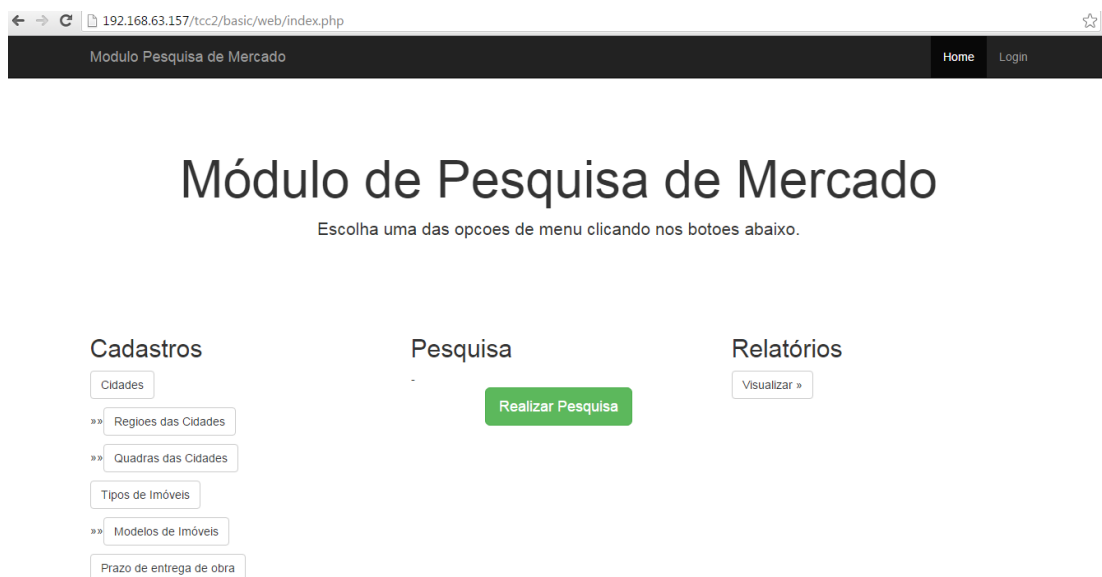 192.168.63.157/tcc2/basic/web/index.php
Modulo Pesquisa de Mercado
Home
Login
Módulo de Pesquisa de Mercado
Escolha uma das opcoes de menu clicando nos botoes abaixo.
Cadastros
Cidades
»» Regioes das Cidades
»» Quadras das Cidades
Tipos de Imóveis
»» Modelos de Imóveis
Prazo de entrega de obra
Pesquisa
-
Realizar Pesquisa
Relatórios
Visualizar »